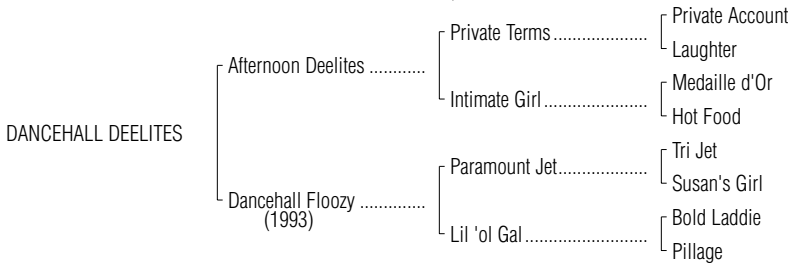 Private Account
Private Terms ....................
Laughter
Afternoon Deelites ............
Medaille d'Or
Intimate Girl ......................
Hot Food
DANCEHALL DEELITES
Tri Jet
Paramount Jet...................
Susan's Girl
Dancehall Floozy ..............
(1993)
Bold Laddie
Lil 'ol Gal ..........................
Pillage